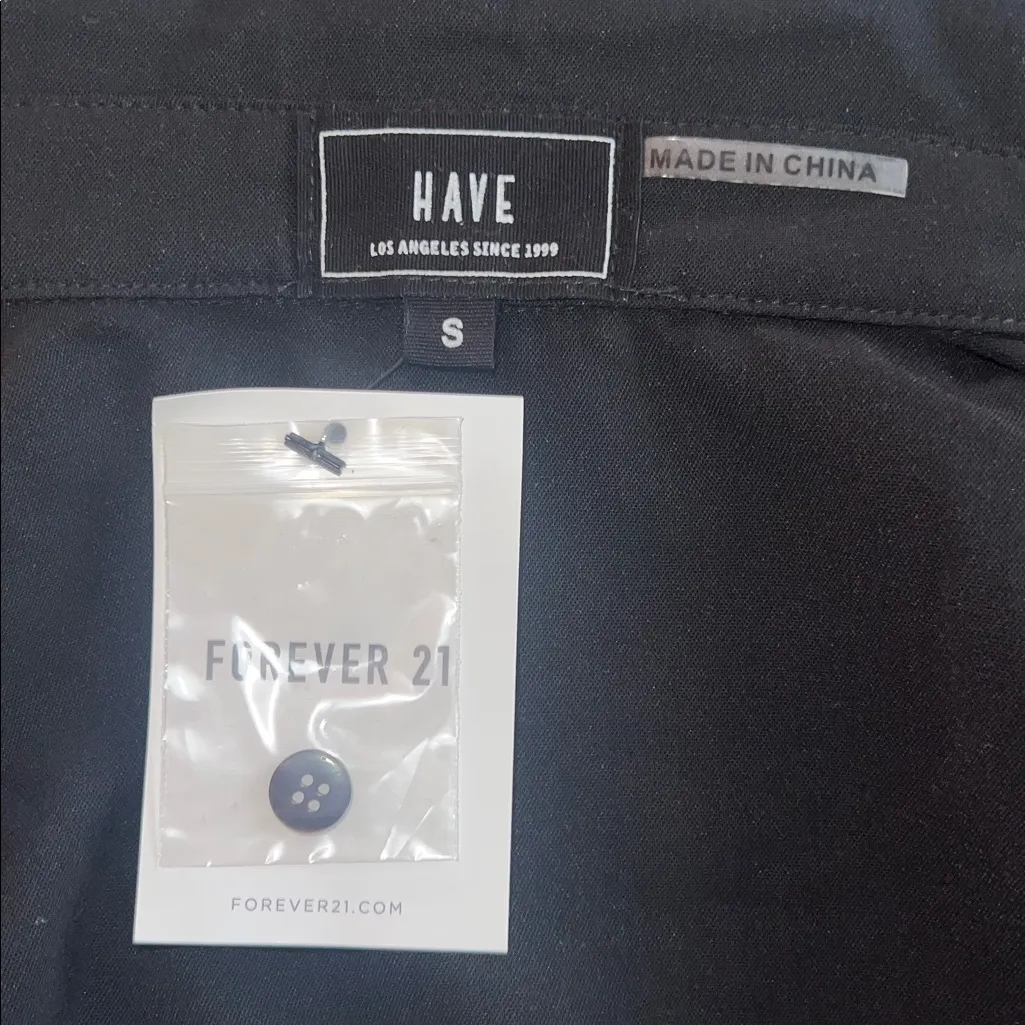 HAVE
LOS ANGELES SINCE 1999
MADE IN CHINA
S
FOREVER 21
FOREVER21.COM